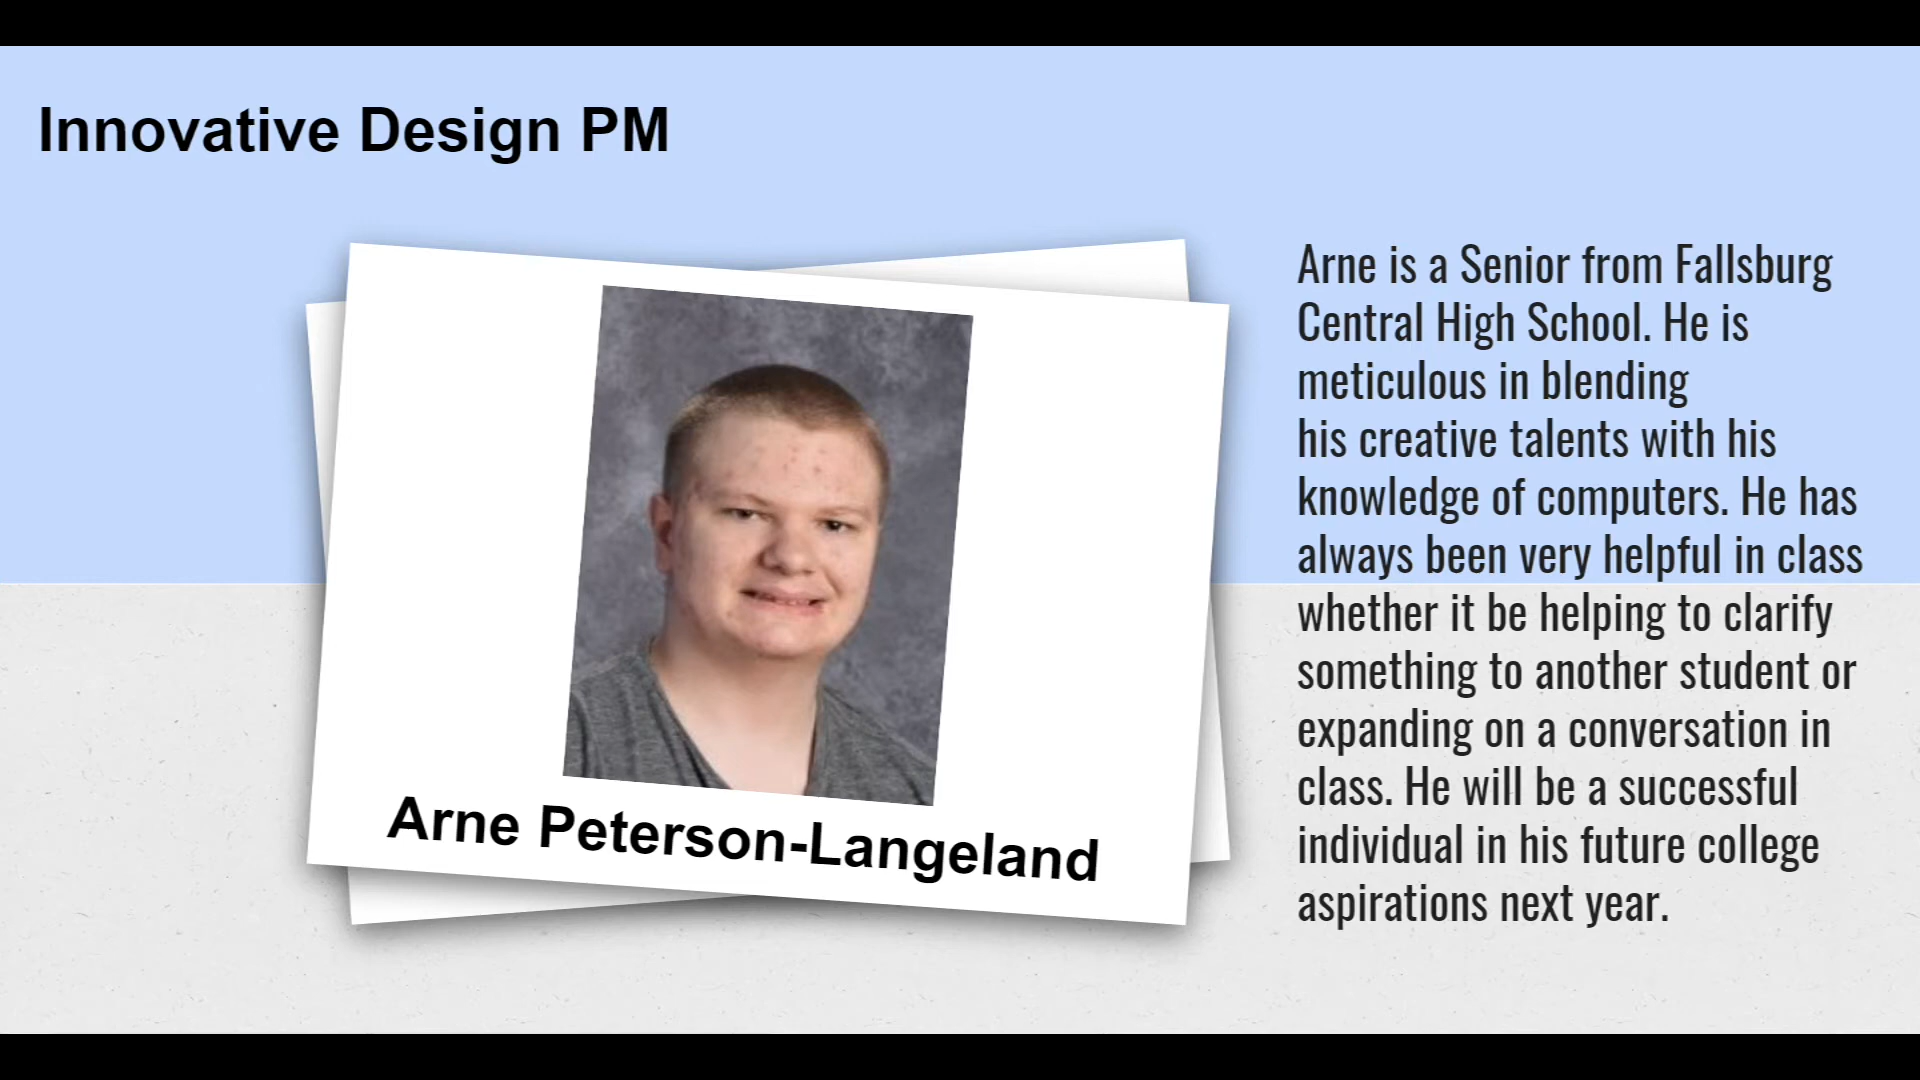 Innovative Design PM
Arne Peterson-Langeland
Arne is a Senior from Fallsburg
Central High School. He is
meticulous in blending
his creative talents with his
knowledge of computers. He has
always been very helpful in class
whether it be helping to clarify
something to another student or
expanding on a conversation in
class. He will be a successful
individual in his future college
aspirations next year.